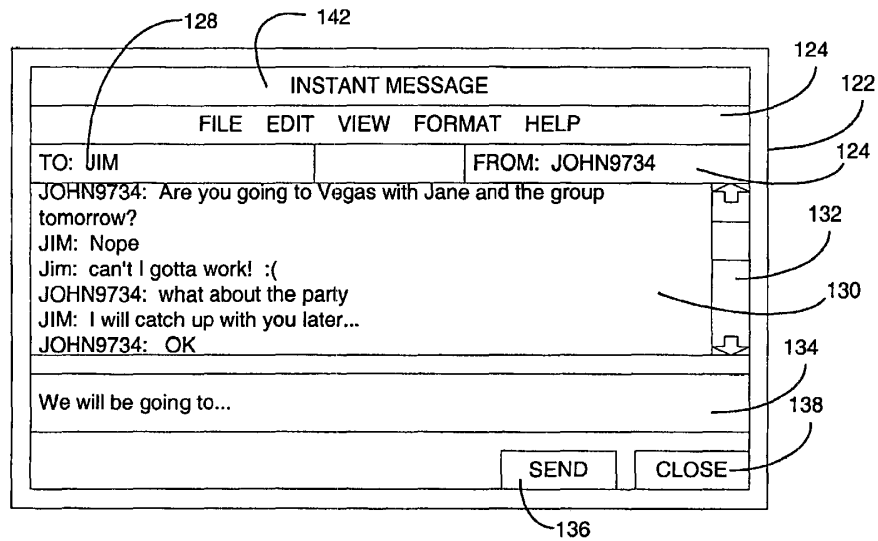 128
142
124
122
INSTANT MESSAGE
FILE EDIT VIEW FORMAT HELP
TO: JIM
FROM: JOHN9734
124
JOHN9734: Are you going to Vegas with Jane and the group
tomorrow?
132
JIM: Nope
Jim: can't I gotta work! :(
JOHN9734: what about the party
130
JIM: I will catch up with you later...
JOHN9734: OK
134
We will be going to...
138
SEND
CLOSE
136